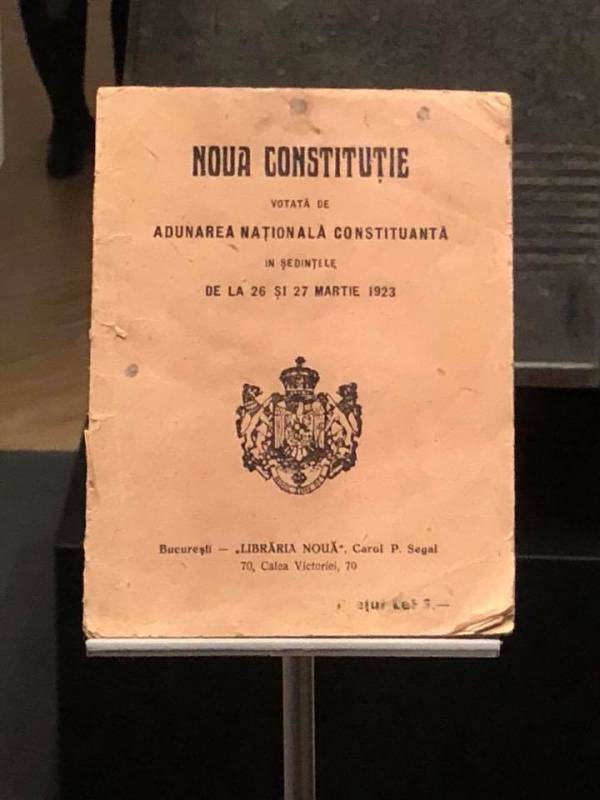 NOUA CONSTITUȚIE
VOTATĂ DE
ADUNAREA NAȚIONALĂ CONSTITUANTĂ
IN ȘEDINȚELE
DE LA 26 ȘI 27 MARTIE 1923
București — „LIBRĂRIA NOUĂ", Carol P. Segal
70, Calea Victoriei, 70
Lei